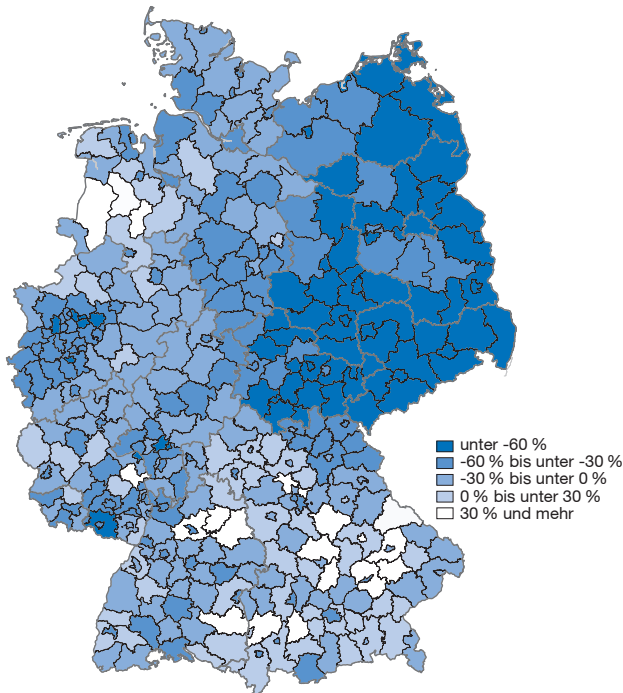 unter -60 %
-60 % bis unter -30 %
-30 % bis unter 0 %
0 % bis unter 30 %
30 % und mehr